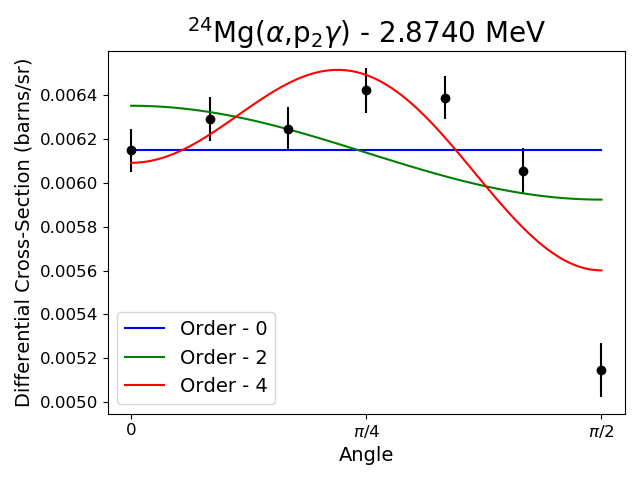 ²⁴Mg(α,p₂γ) - 2.8740 MeV
Differential Cross-Section (barns/sr)
0.0064
0.0062
0.0060
0.0058
0.0056
0.0054
0.0052
0.0050
Order - 0
Order - 2
Order - 4
0
π/4
π/2
Angle